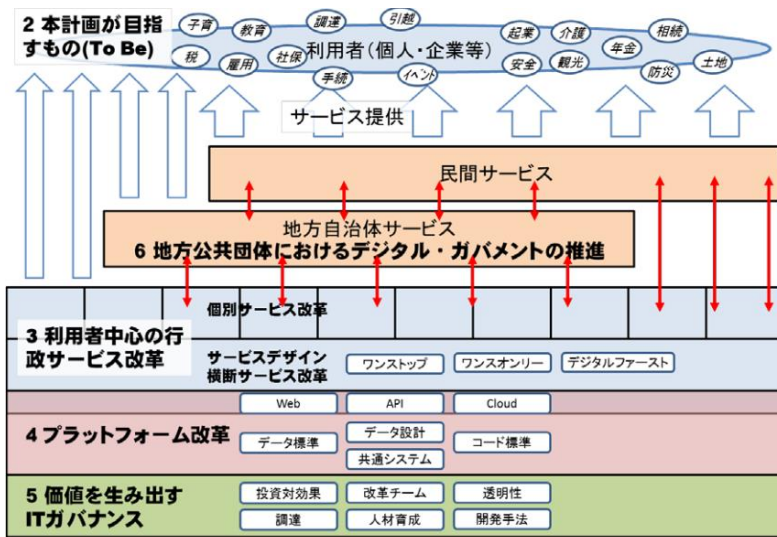 2 本計画が目指
すもの(To Be)
子育
教育
調達
引越
起業
介護
年金
相続
税
雇用
社保
利用者（個人・企業等）
手続
イベント
安全
観光
防災
土地
サービス提供
民間サービス
地方自治体サービス
6 地方公共団体におけるデジタル・ガバメントの推進
個別サービス改革
3 利用者中心の行
政サービス改革
サービスデザイン
横断サービス改革
ワンストップ
ワンスオンリー
デジタルファースト
Web
API
Cloud
4 プラットフォーム改革
データ標準
データ設計
共通システム
コード標準
5 価値を生み出す
ITガバナンス
投資対効果
改革チーム
透明性
調達
人材育成
開発手法